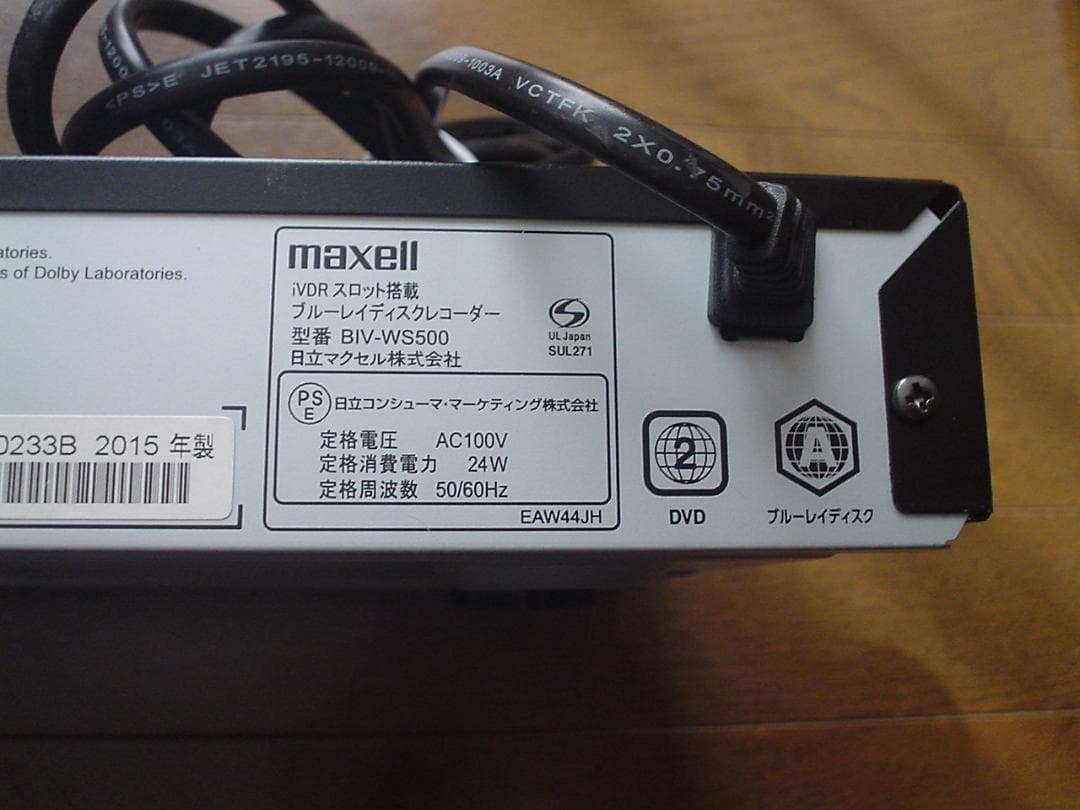 <PS>E JET2195-12009-
-1003A VCTFK 2X0.75mm²
atories.
s of Dolby Laboratories.
maxell
iVDR スロット搭載
ブルーレイディスクレコーダー
型番 BIV-WS500
日立マクセル株式会社
UL Japan
SUL271
PS
E
日立コンシューマ・マーケティング株式会社
定格電圧 AC100V
定格消費電力 24W
定格周波数 50/60Hz
EAW44JH
0233B 2015 年製
2
DVD
A
ブルーレイディスク